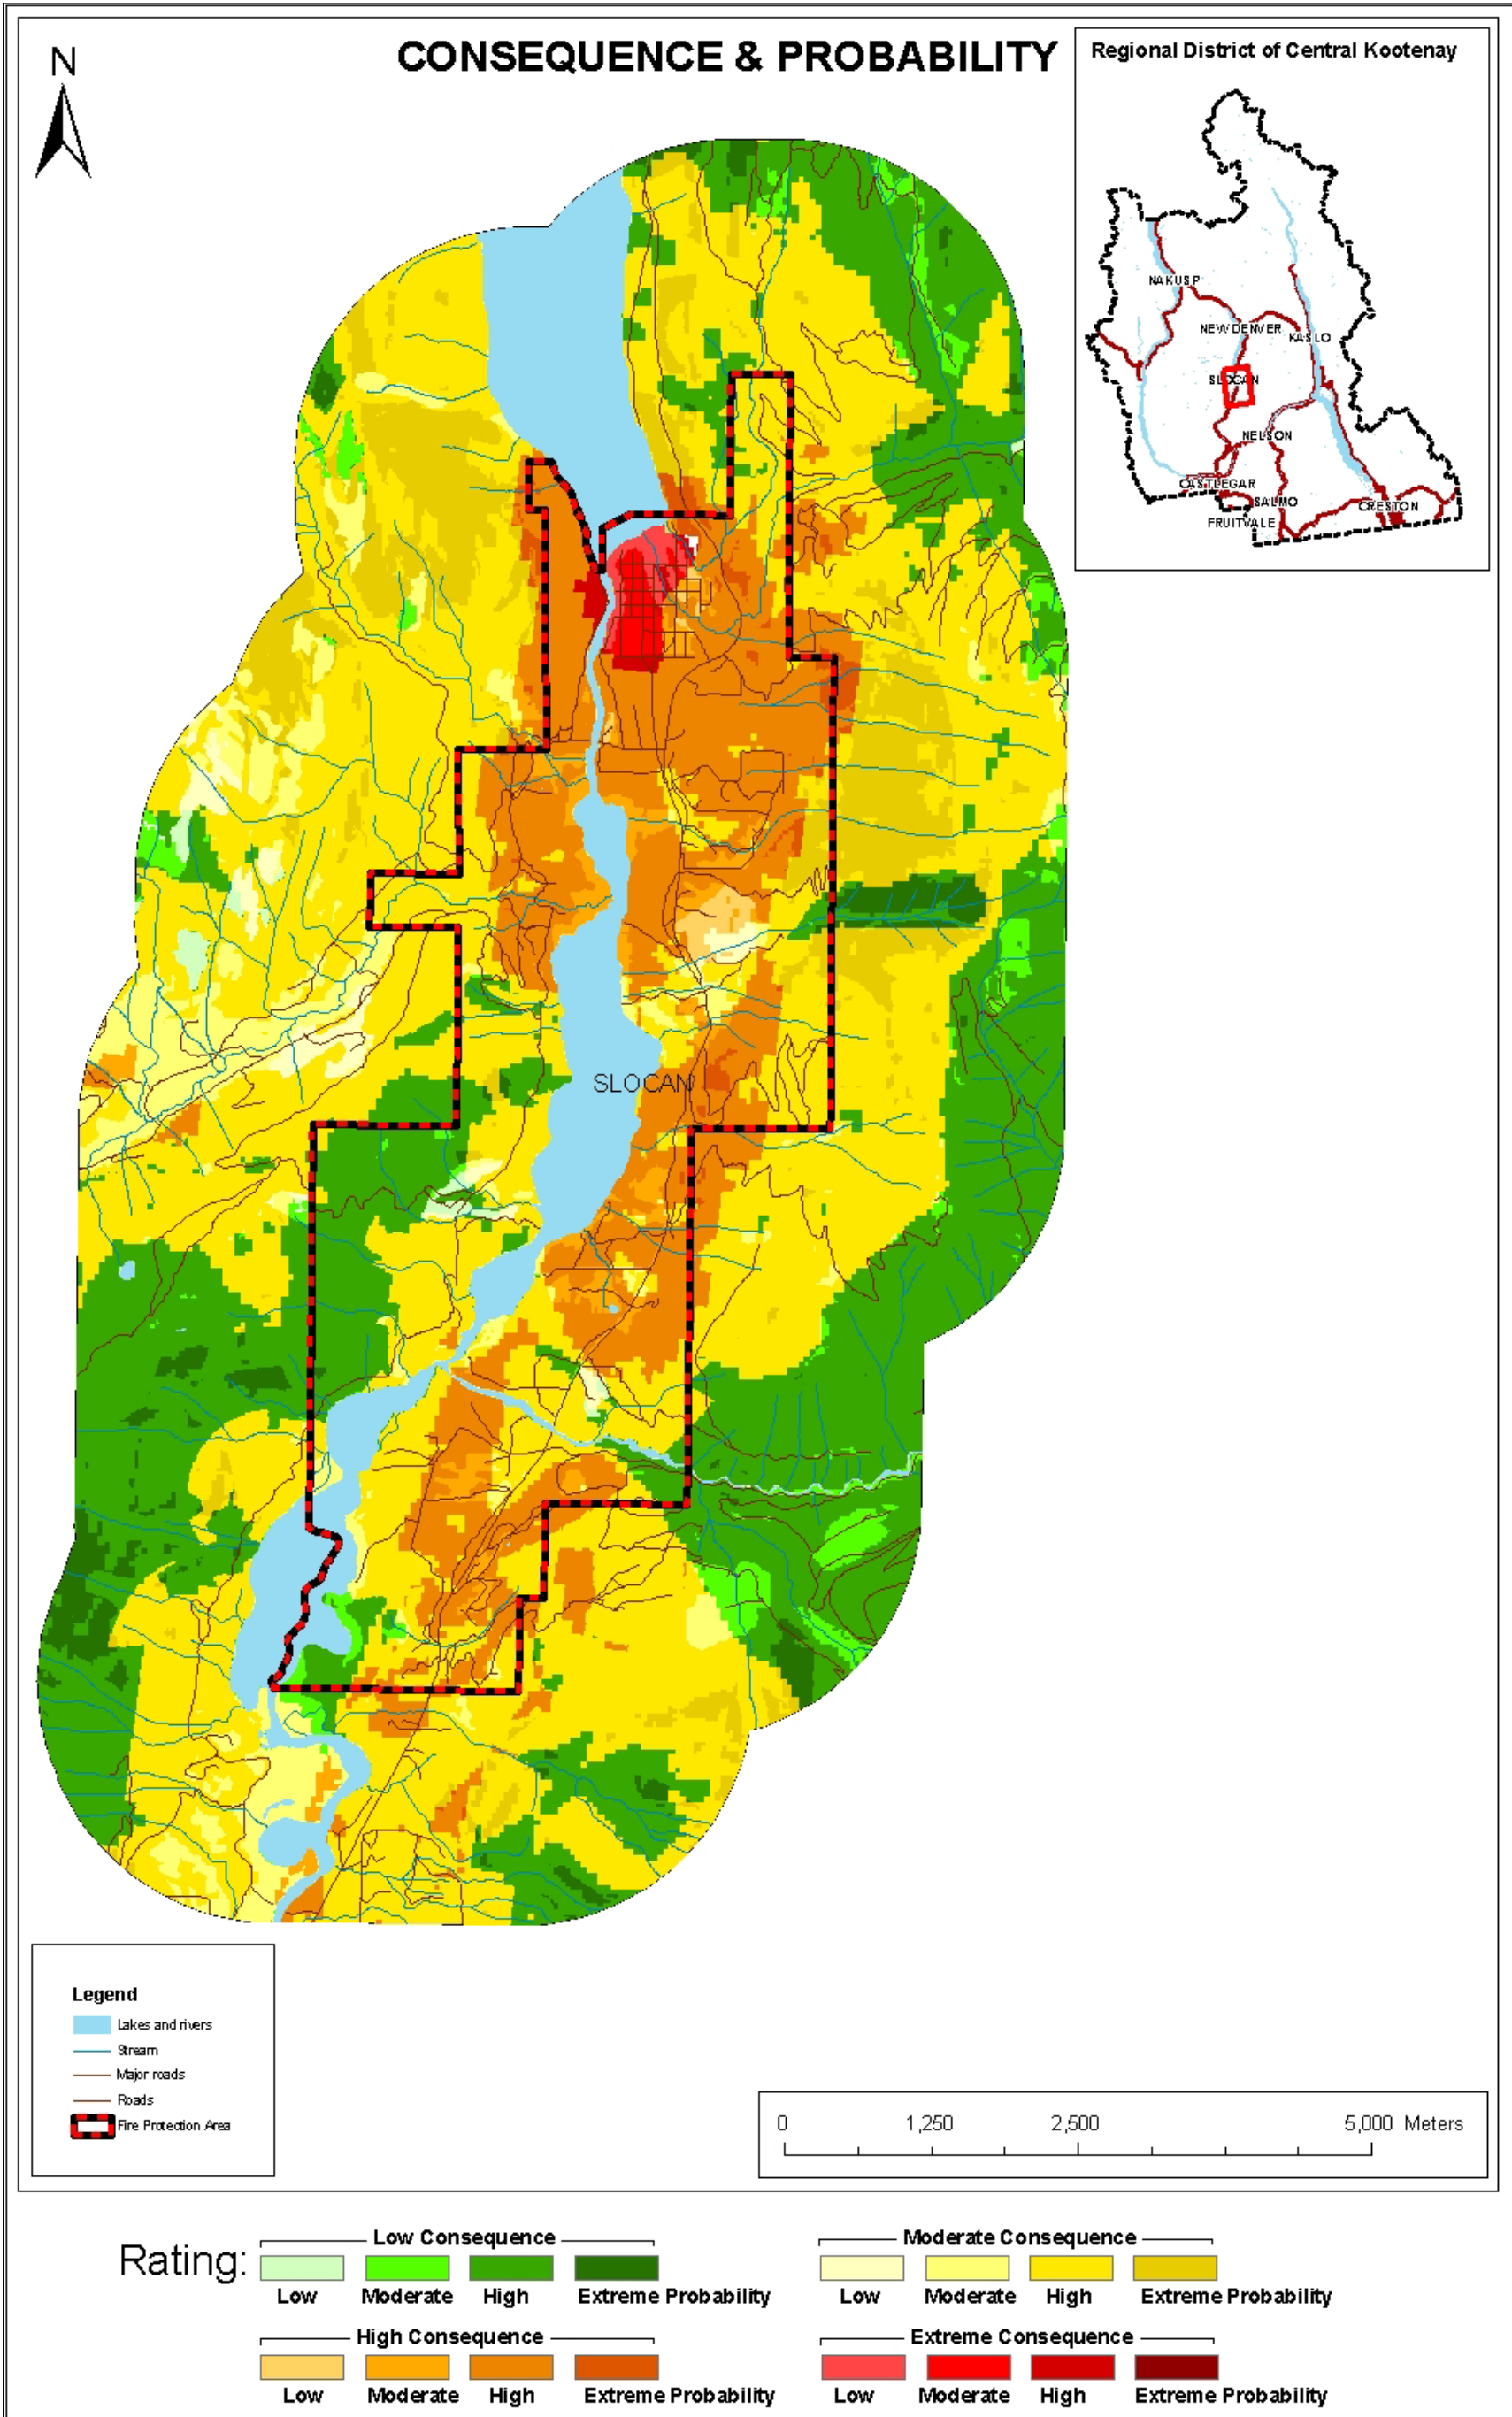 N
CONSEQUENCE & PROBABILITY
Regional District of Central Kootenay
NAKUSP
NEW DENVER
KASLO
SLOCAN
NELSON
CASTLEGAR
SALMO
CRESTON
FRUITVALE
SLOCAN
Legend
Lakes and rivers
Stream
Major roads
Roads
Fire Protection Area
0 1,250 2,500 5,000 Meters
Rating:
Low Consequence
Low Moderate High Extreme Probability
Moderate Consequence
Low Moderate High Extreme Probability
High Consequence
Low Moderate High Extreme Probability
Extreme Consequence
Low Moderate High Extreme Probability